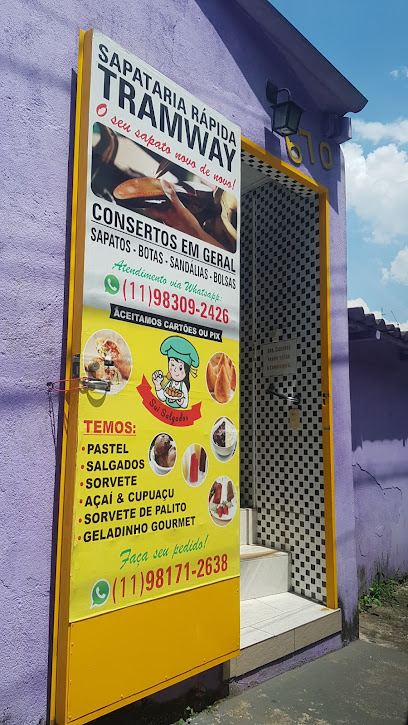 SAPATARIA RÁPIDA
TRAMWAY
O seu sapato novo de novo!
CONSERTOS EM GERAL
SAPATOS - BOTAS - SANDÁLIAS - BOLSAS
Atendimento via Whatsapp:
(11)98309-2426
ACEITAMOS CARTÕES OU PIX
Sui Salgados
TEMOS:
• PASTEL
• SALGADOS
• SORVETE
• AÇAÍ & CUPUAÇU
• SORVETE DE PALITO
• GELADINHO GOURMET
Faça seu pedido!
(11)98171-2638
670